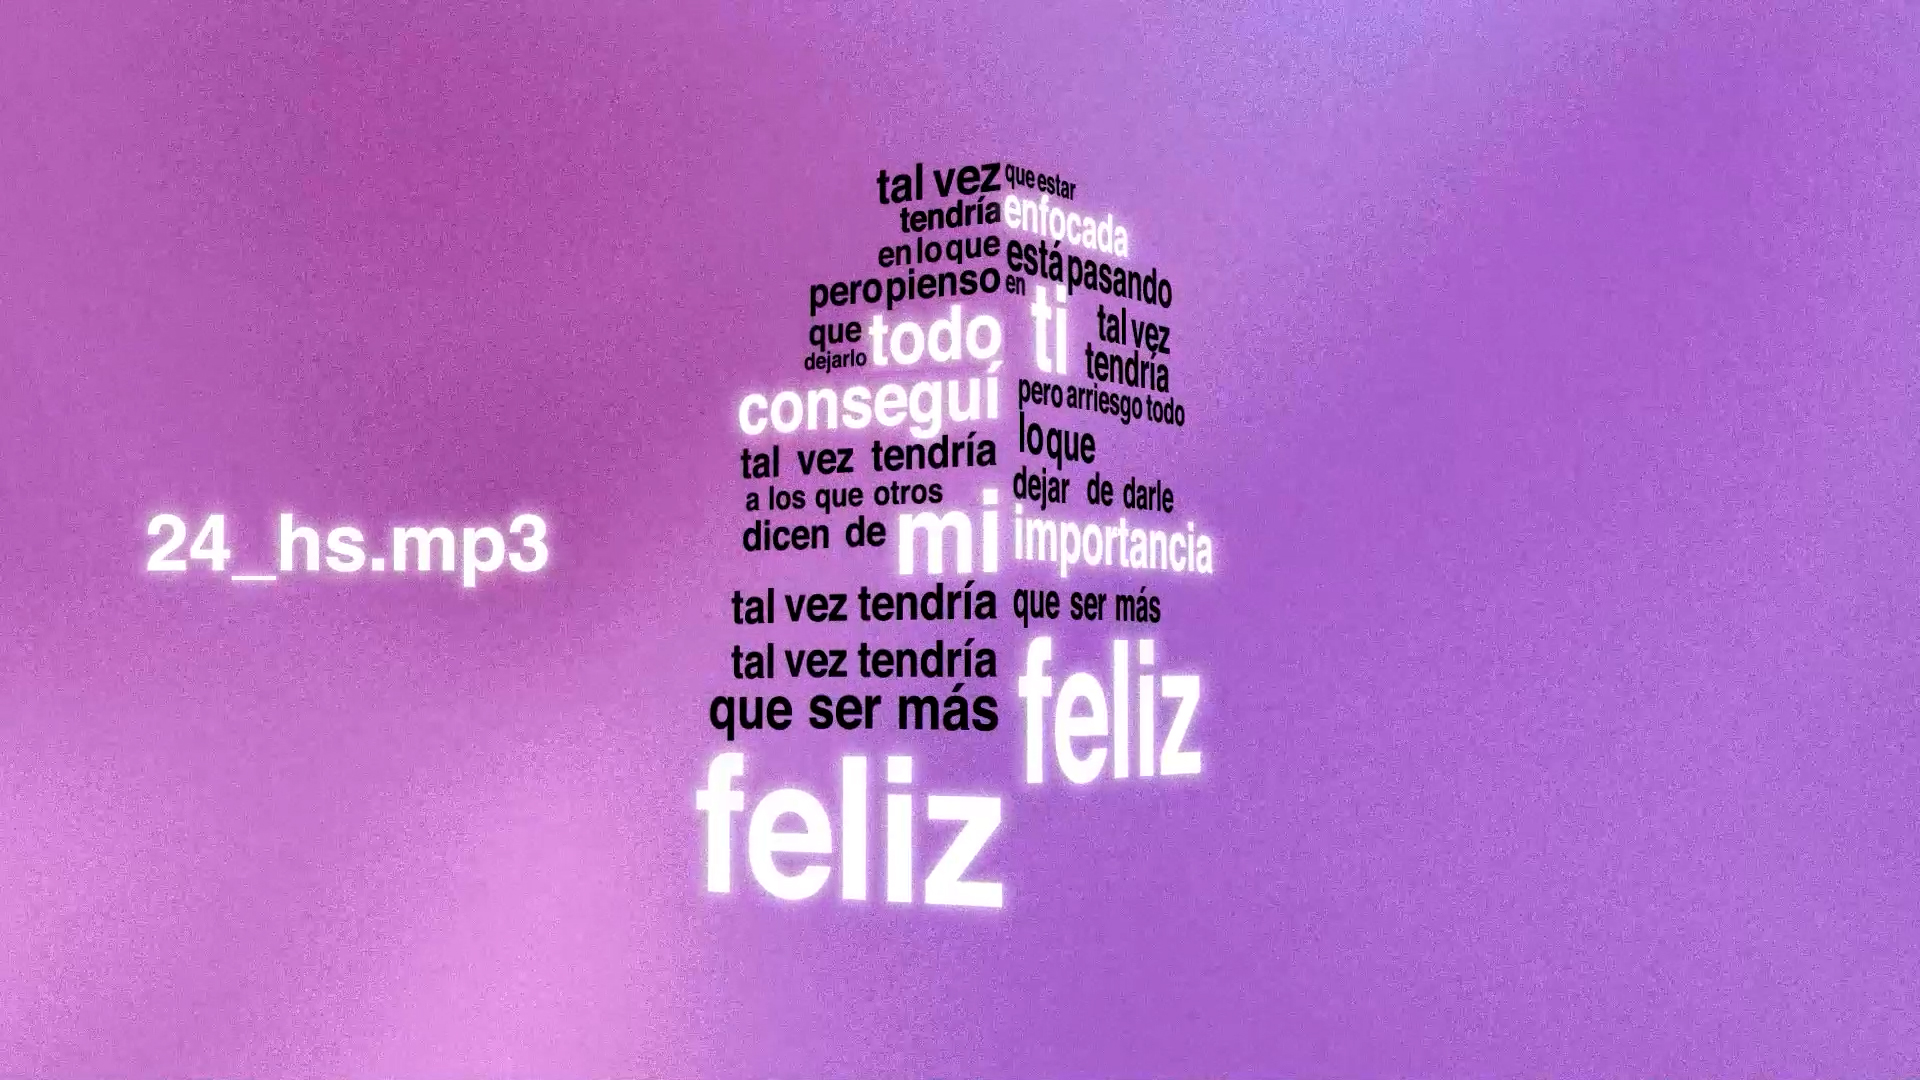 24_hs.mp3
tal vez que estar
tendría enfocada
en lo que está pasando
pero pienso en ti
tal vez
tendría
que todo
dejarlo
pero arriesgo todo
lo que
conseguí
tal vez tendría dejar de darle
a los que otros
dicen de mi importancia
tal vez tendría que ser más
feliz
tal vez tendría
que ser más
feliz